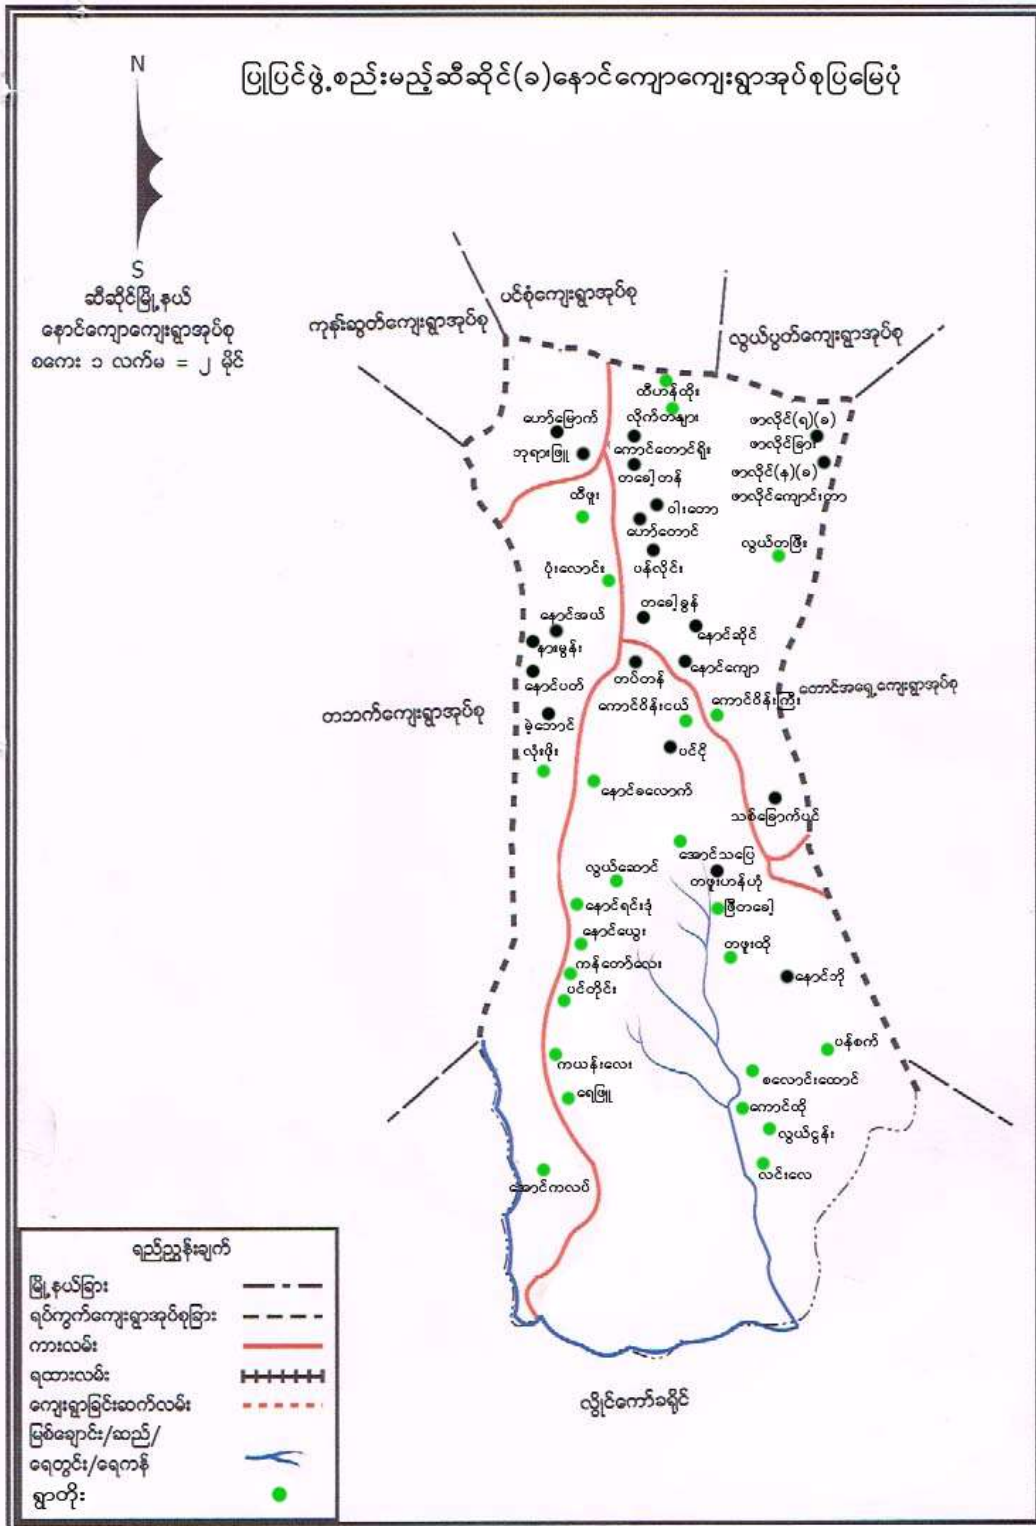 ပြုပြင်ဖွဲ့စည်းမည့်ဆီဆိုင်(ခ)နောင်ကျောကျေးရွာအုပ်စုပြမြေပုံ
N
S
ဆီဆိုင်မြို့နယ်
နောင်ကျောကျေးရွာအုပ်စု
စကေး ၁ လက်မ = ၂ မိုင်
ပင်စုံကျေးရွာအုပ်စု
ကုန်းဆွတ်ကျေးရွာအုပ်စု
လွယ်ပွတ်ကျေးရွာအုပ်စု
ထီဟန်ထိုး
ဟော်မြောက်
လိုက်တများ
ဖာလိုင်(ရ)(ခ)
ဘုရားဖြူ
ကောင်တောင်ရိုး
ဖာလိုင်ခြား
တခေါ့တန်
ဖာလိုင်(န)(ခ)
ထီဖူး
ဝါးတော
ဖာလိုင်ကျောင်းတာ
ဟော်တောင်
လွယ်တဖြီး
ပုံးလောင်း
ပန်လိုင်း
တခေါ့ခွန်
နောင်အယ်
နောင်ဆိုင်
နားမွန်း
နောင်ပတ်
တပ်တန်
နောင်ကျော
တောင်အရှေ့ကျေးရွာအုပ်စု
တဘက်ကျေးရွာအုပ်စု
မဲ့ဘောင်
ကောင်ဝိန်းငယ်
ကောင်ဝိန်းကြီး
လုံးဖိုး
ပင်ငို
နောင်ခလောက်
သစ်ခြောက်ပင်
အောင်သပြေ
လွယ်ဆောင်
တဖူးဟန်ဟုံ
နောင်ရင်းဒုံ
ဖြီတခေါ့
နောင်ယွေး
တဖူးထို
ကန်တော်လေး
နောင်ဘို
ပင်တိုင်း
ပန်စက်
ကယန်းလေး
စလောင်းထောင်
ရေဖြူ
ကောင်ထို
လွယ်ငွန်း
အောင်ကလပ်
လင်းလေ
ရည်ညွှန်းချက်
မြို့နယ်ခြား
ရပ်ကွက်ကျေးရွာအုပ်စုခြား
ကားလမ်း
ရထားလမ်း
ကျေးရွာခြင်းဆက်လမ်း
မြစ်ချောင်း/ဆည်/
ရေတွင်း/ရေကန်
ရွာတိုး
လွိုင်ကော်ခရိုင်